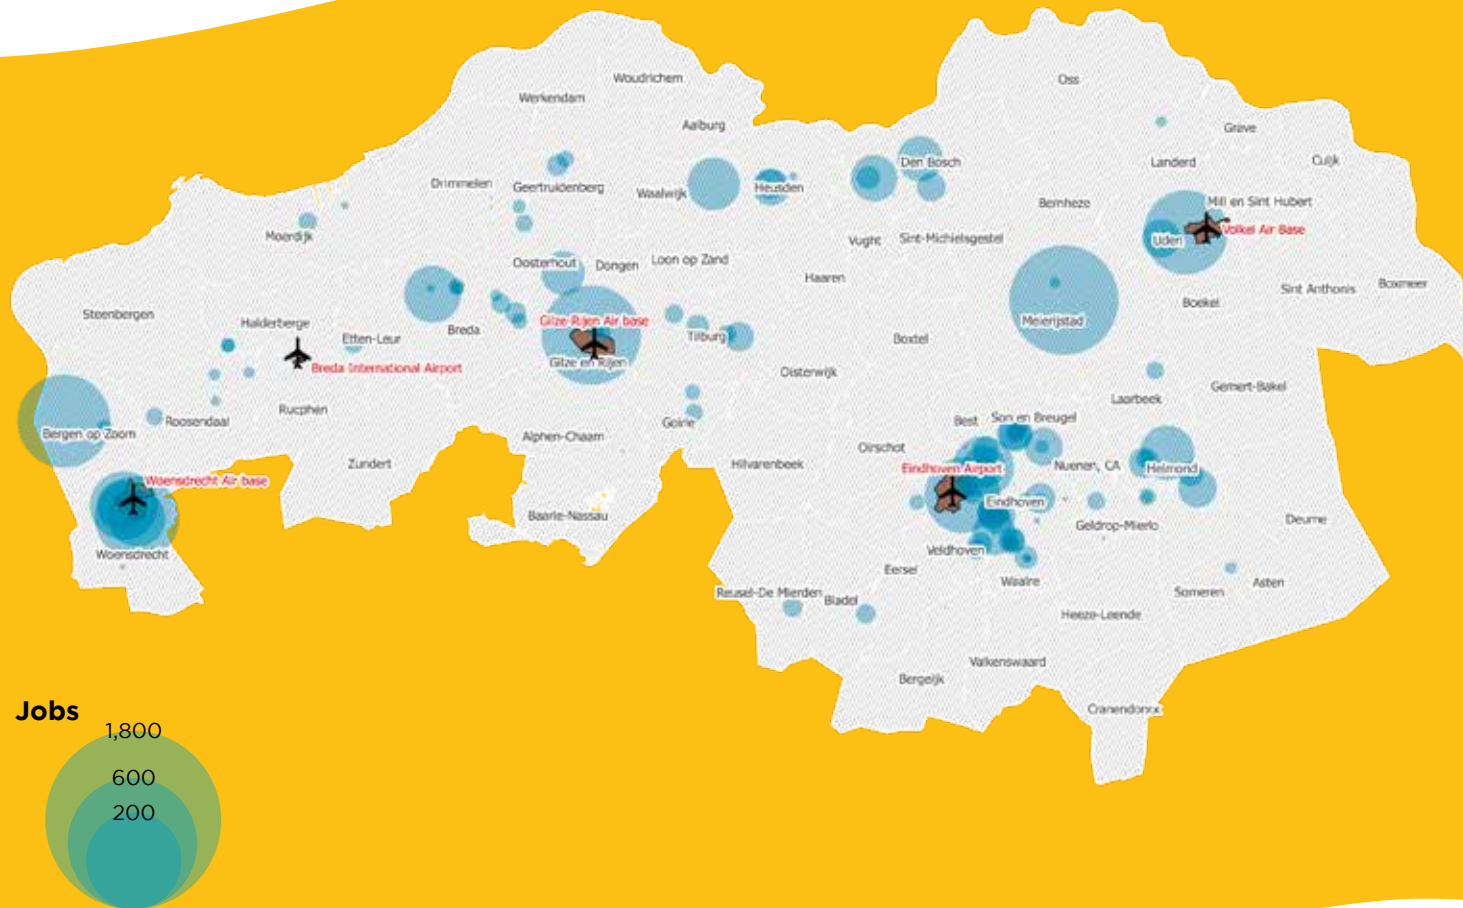 Woudrichem
Oss
Werkendam
Aalburg
Grave
Den Bosch
Landerd
Cuijk
Drimmelen
Geertruidenberg
Waalwijk
Heusden
Mill en Sint Hubert
Bernheze
Volkel Air Base
Moerdijk
Vught
Sint-Michielsgestel
Uden
Oosterhout
Dongen
Loon op Zand
Haaren
Boxmeer
Sint Anthonis
Boekel
Steenbergen
Halderberge
Gilze-Rijen Air base
Meierijstad
Etten-Leur
Breda
Tilburg
Boxtel
Breda International Airport
Gilze en Rijen
Oisterwijk
Gemert-Bakel
Laarbeek
Rucphen
Roosendaal
Bergen op Zoom
Goirle
Best
Son en Breugel
Alphen-Chaam
Oirschot
Zundert
Hilvarenbeek
Eindhoven Airport
Nuenen, CA
Helmond
Woensdrecht Air base
Eindhoven
Baarle-Nassau
Geldrop-Mierlo
Deurne
Woensdrecht
Veldhoven
Eersel
Waalre
Asten
Reusel-De Mierden
Bladel
Someren
Heeze-Leende
Valkenswaard
Bergeijk
Cranendonck
Jobs
1,800
600
200